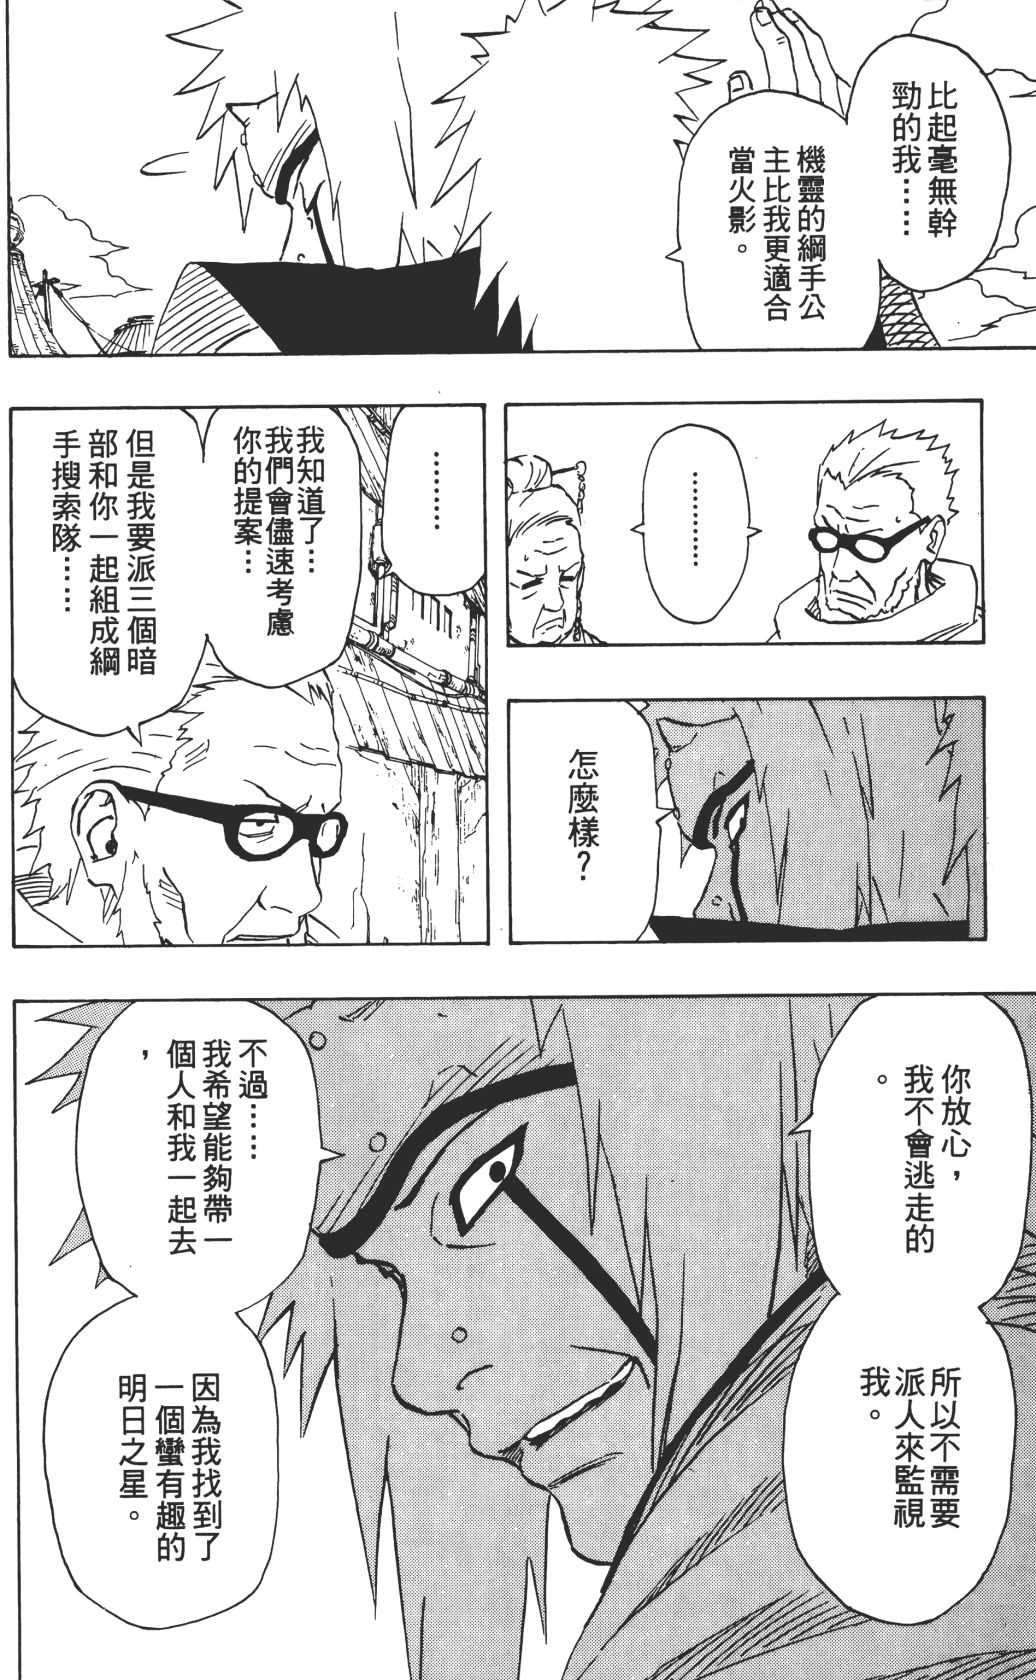 比起毫無幹
勁的我……
機靈的綱手公
主比我更適合
當火影。
………
怎麼樣?
………
我知道了…
我們會儘速考慮
你的提案…
但是我要派三個暗
部和你一起組成綱
手搜索隊……
你放心,
我不會逃走的
。
所以不需要
派人來監視
我。
不過……
我希望能夠帶一
個人和我一起去
,
因為我找到了
一個蠻有趣的
明日之星。